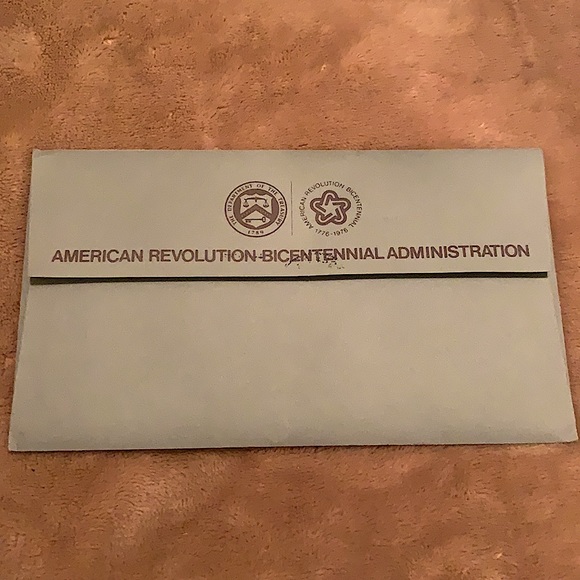 THE DEPARTMENT OF THE TREASURY
1789
AMERICAN REVOLUTION BICENTENNIAL
1776-1976
AMERICAN REVOLUTION BICENTENNIAL ADMINISTRATION